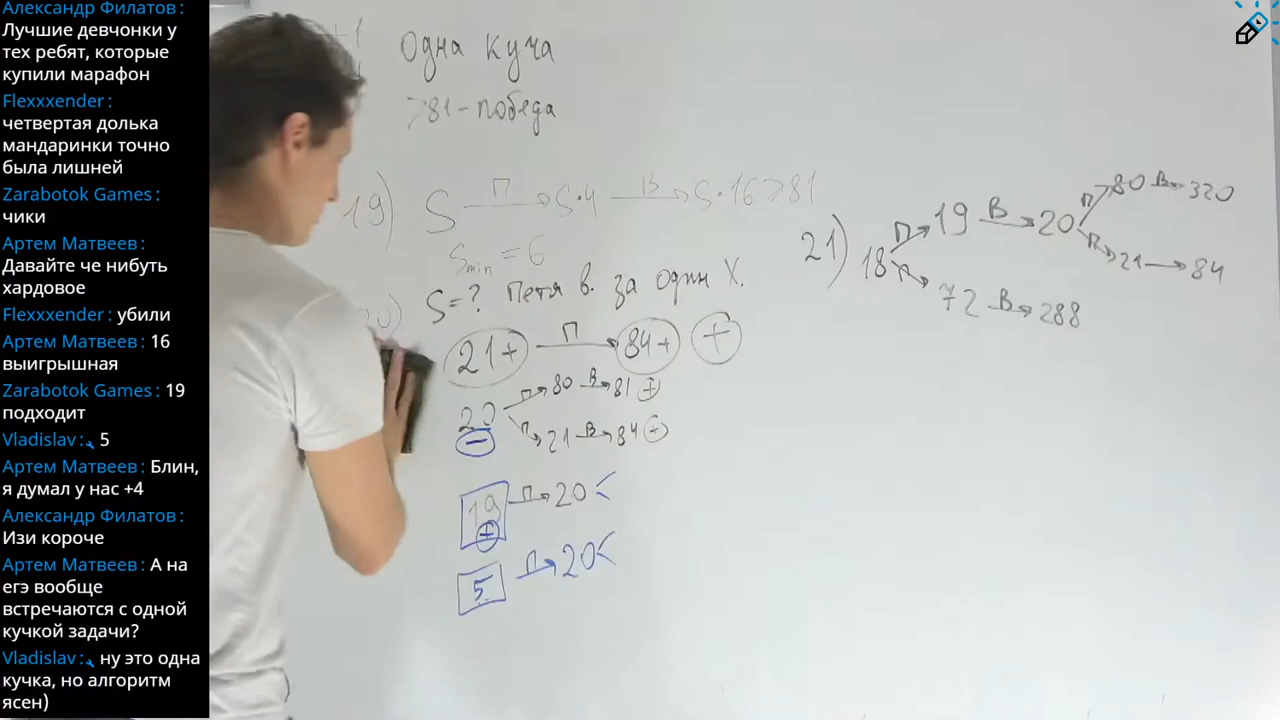 Александр Филатов:
Лучшие девчонки у
тех ребят, которые
купили марафон
Flexxxender:
четвертая долька
мандаринки точно
была лишней
Zarabotok Games:
чики
Артем Матвеев:
Давайте че нибуть
хардовое
Flexxxender: убили
Артем Матвеев: 16
выигрышная
Zarabotok Games: 19
подходит
Vladislav: 5
Артем Матвеев: Блин,
я думал у нас +4
Александр Филатов:
Изи короче
Артем Матвеев: А на
егэ вообще
встречаются с одной
кучкой задачи?
Vladislav: ну это одна
кучка, но алгоритм
ясен)
+1
Одна куча
≥81 - победа
19) S П→ S·4 В→ S·16≥81
Smin = 6
20) S=? Петя в. за один Х.
21+ П→ 84+ +
20 П→ 80 В→ 81 +
− П→ 21 В→ 84 +
19 П→ 20 <
+
5 П→ 20 <
21) 18 П→ 19 В→ 20 П→ 80 В→ 320
П→ 21 → 84
П→ 72 В→ 288